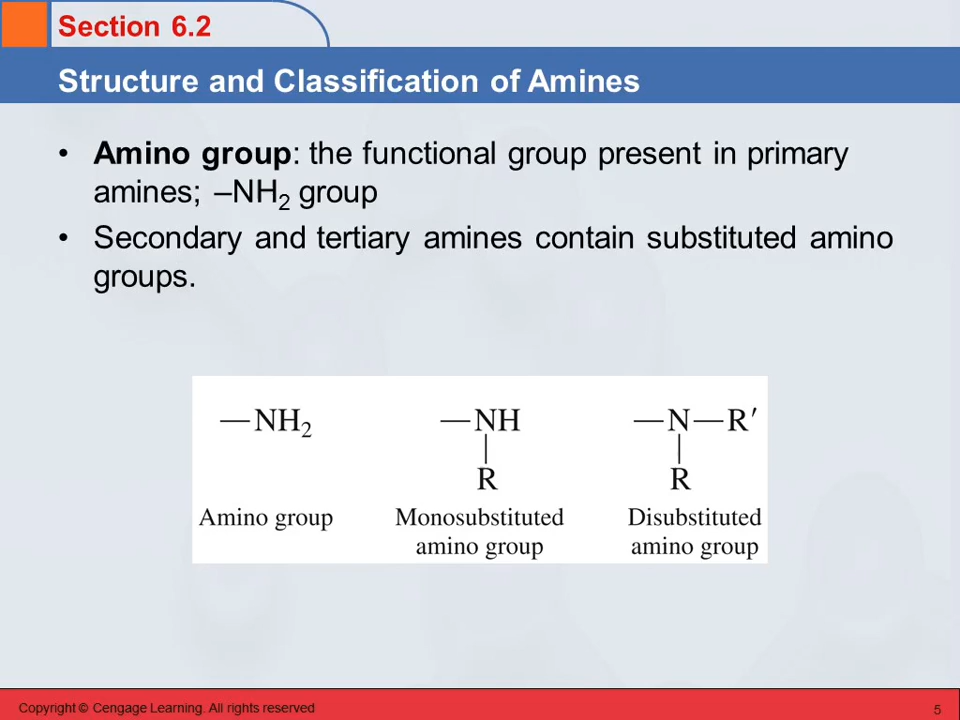 Section 6.2
Structure and Classification of Amines
• Amino group: the functional group present in primary
amines; –NH₂ group
• Secondary and tertiary amines contain substituted amino
groups.
—NH₂ —NH —N—R′
| |
R R
Amino group Monosubstituted Disubstituted
amino group amino group
Copyright © Cengage Learning. All rights reserved 5